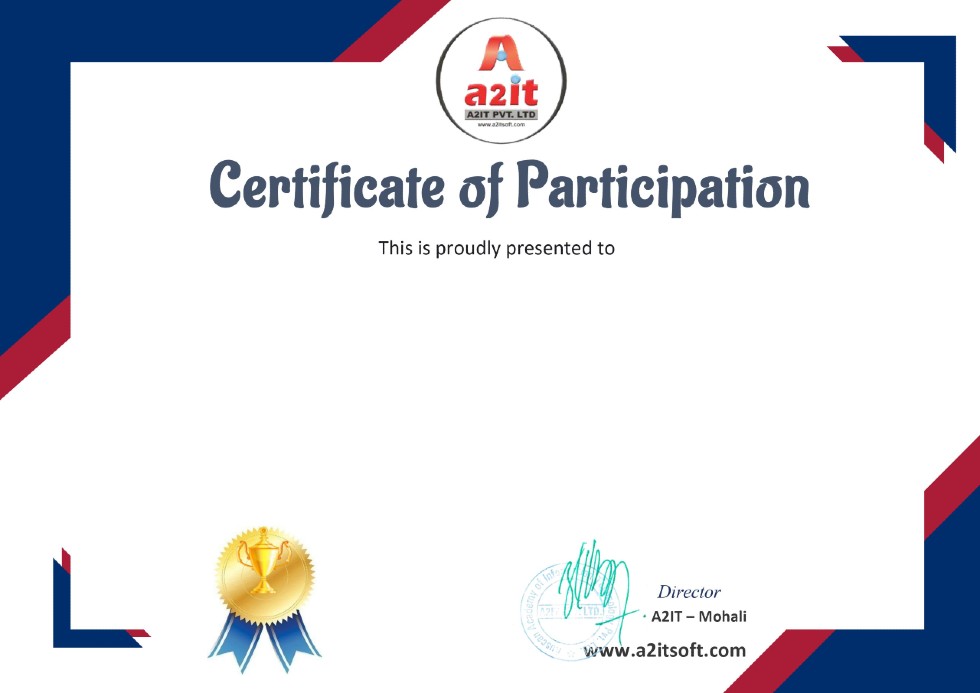 A
a2it
A2IT PVT. LTD
www.a2itsoft.com
Certificate of Participation
This is proudly presented to
Director
A2IT – Mohali
www.a2itsoft.com